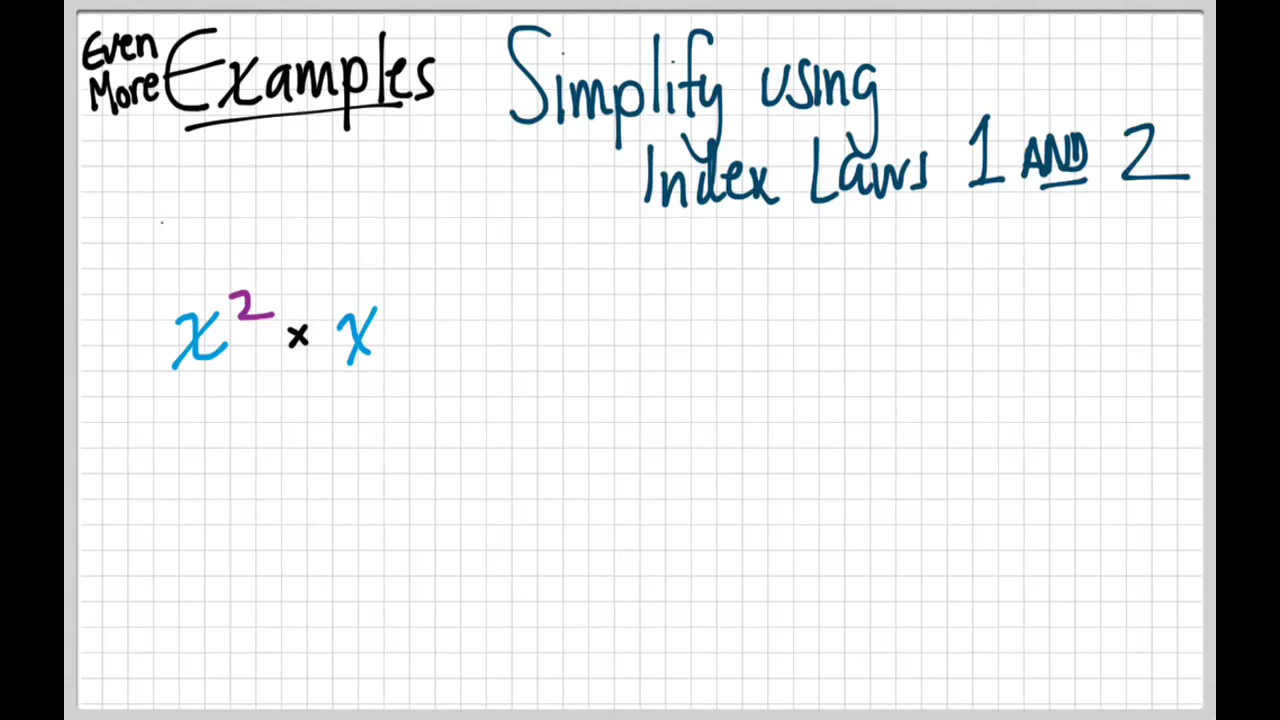 Even More Examples
Simplify using
Index Laws 1 AND 2
x² × x